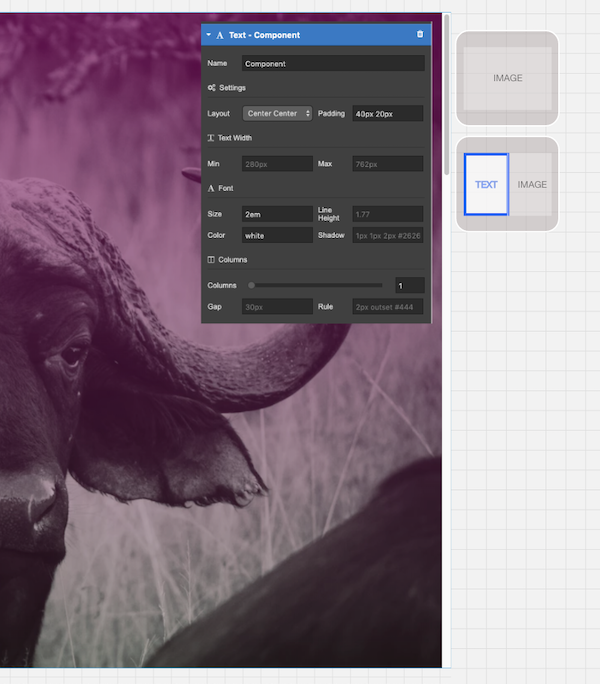 Text - Component
Name Component
Settings
Layout Center Center Padding 40px 20px
Text Width
Min 280px Max 762px
Font
Size 2em Line Height 1.77
Color white Shadow 1px 1px 2px #2626
Columns
Columns 1
Gap 30px Rule 2px outset #444
IMAGE
TEXT IMAGE